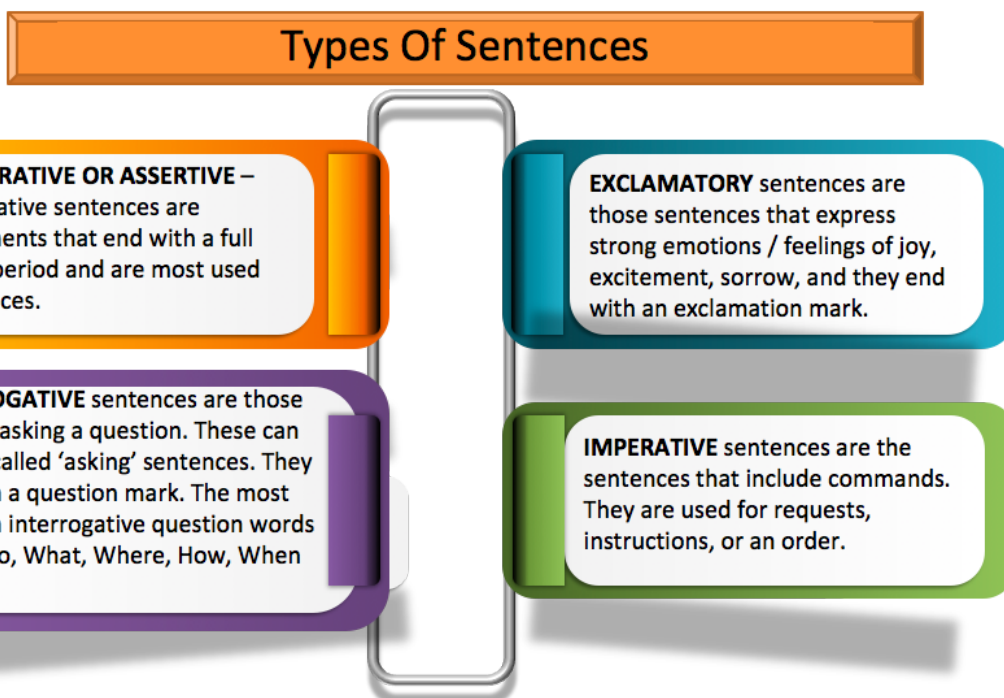 Types Of Sentences
RATIVE OR ASSERTIVE –
ative sentences are
ents that end with a full
period and are most used
ces.
OGATIVE sentences are those
asking a question. These can
called ‘asking’ sentences. They
a question mark. The most
interrogative question words
o, What, Where, How, When
EXCLAMATORY sentences are
those sentences that express
strong emotions / feelings of joy,
excitement, sorrow, and they end
with an exclamation mark.
IMPERATIVE sentences are the
sentences that include commands.
They are used for requests,
instructions, or an order.